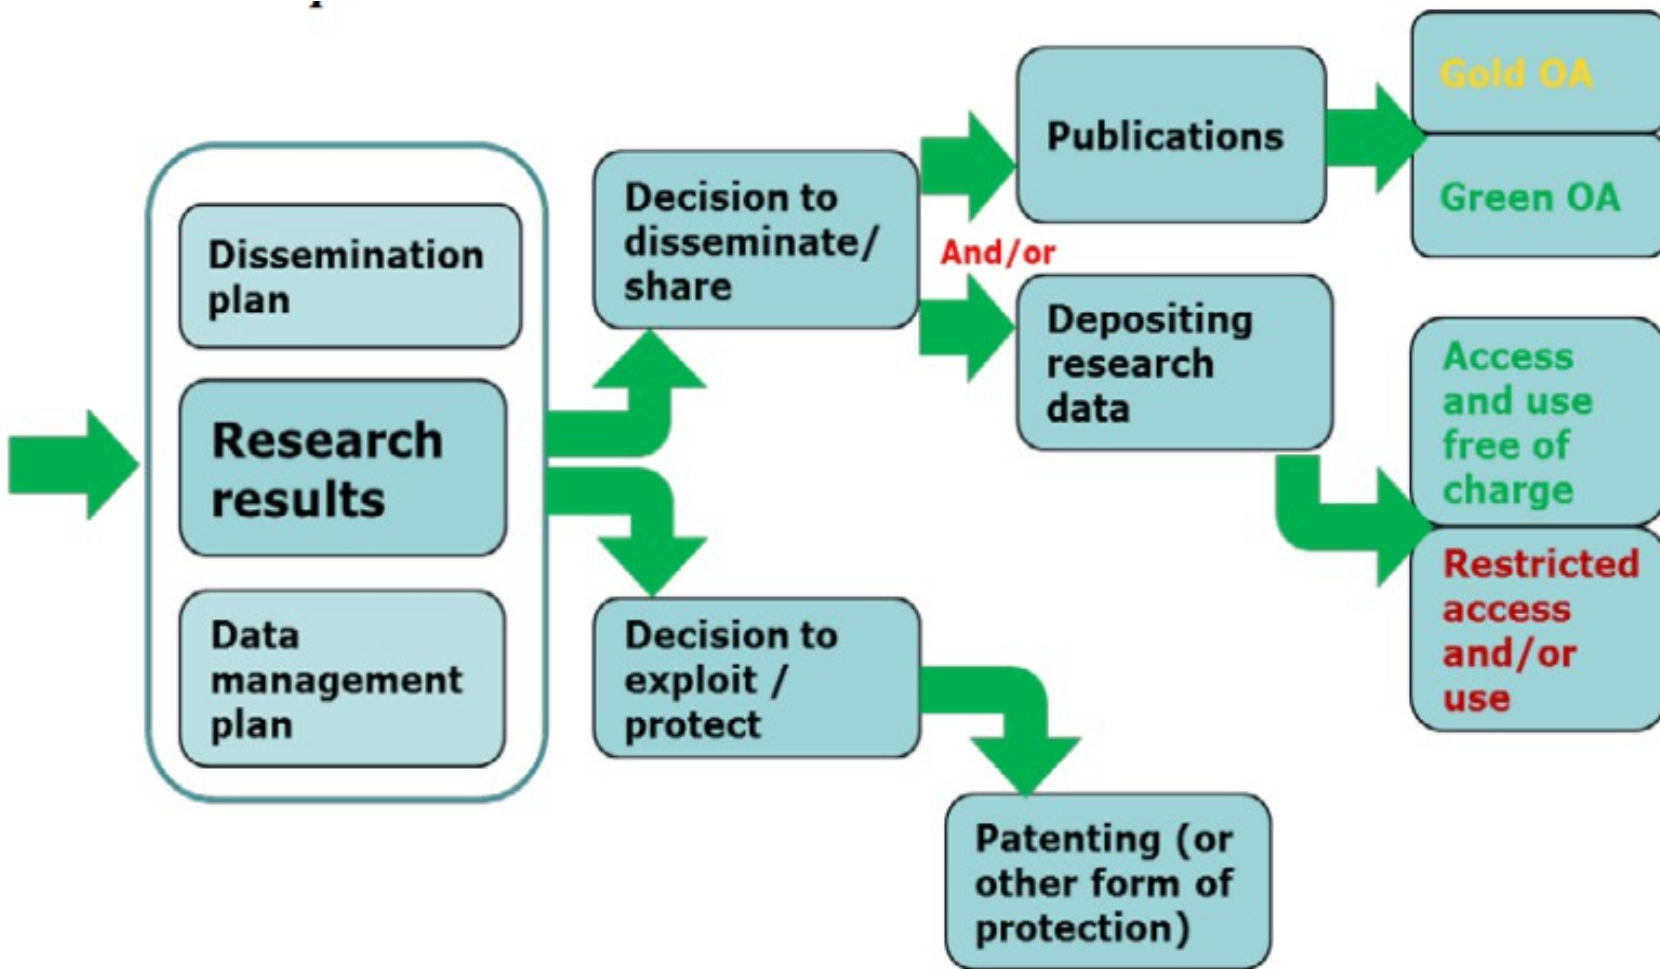 Dissemination
plan
Research
results
Data
management
plan
Decision to
disseminate/
share
Decision to
exploit /
protect
And/or
Publications
Depositing
research
data
Patenting (or
other form of
protection)
Gold OA
Green OA
Access
and use
free of
charge
Restricted
access
and/or
use